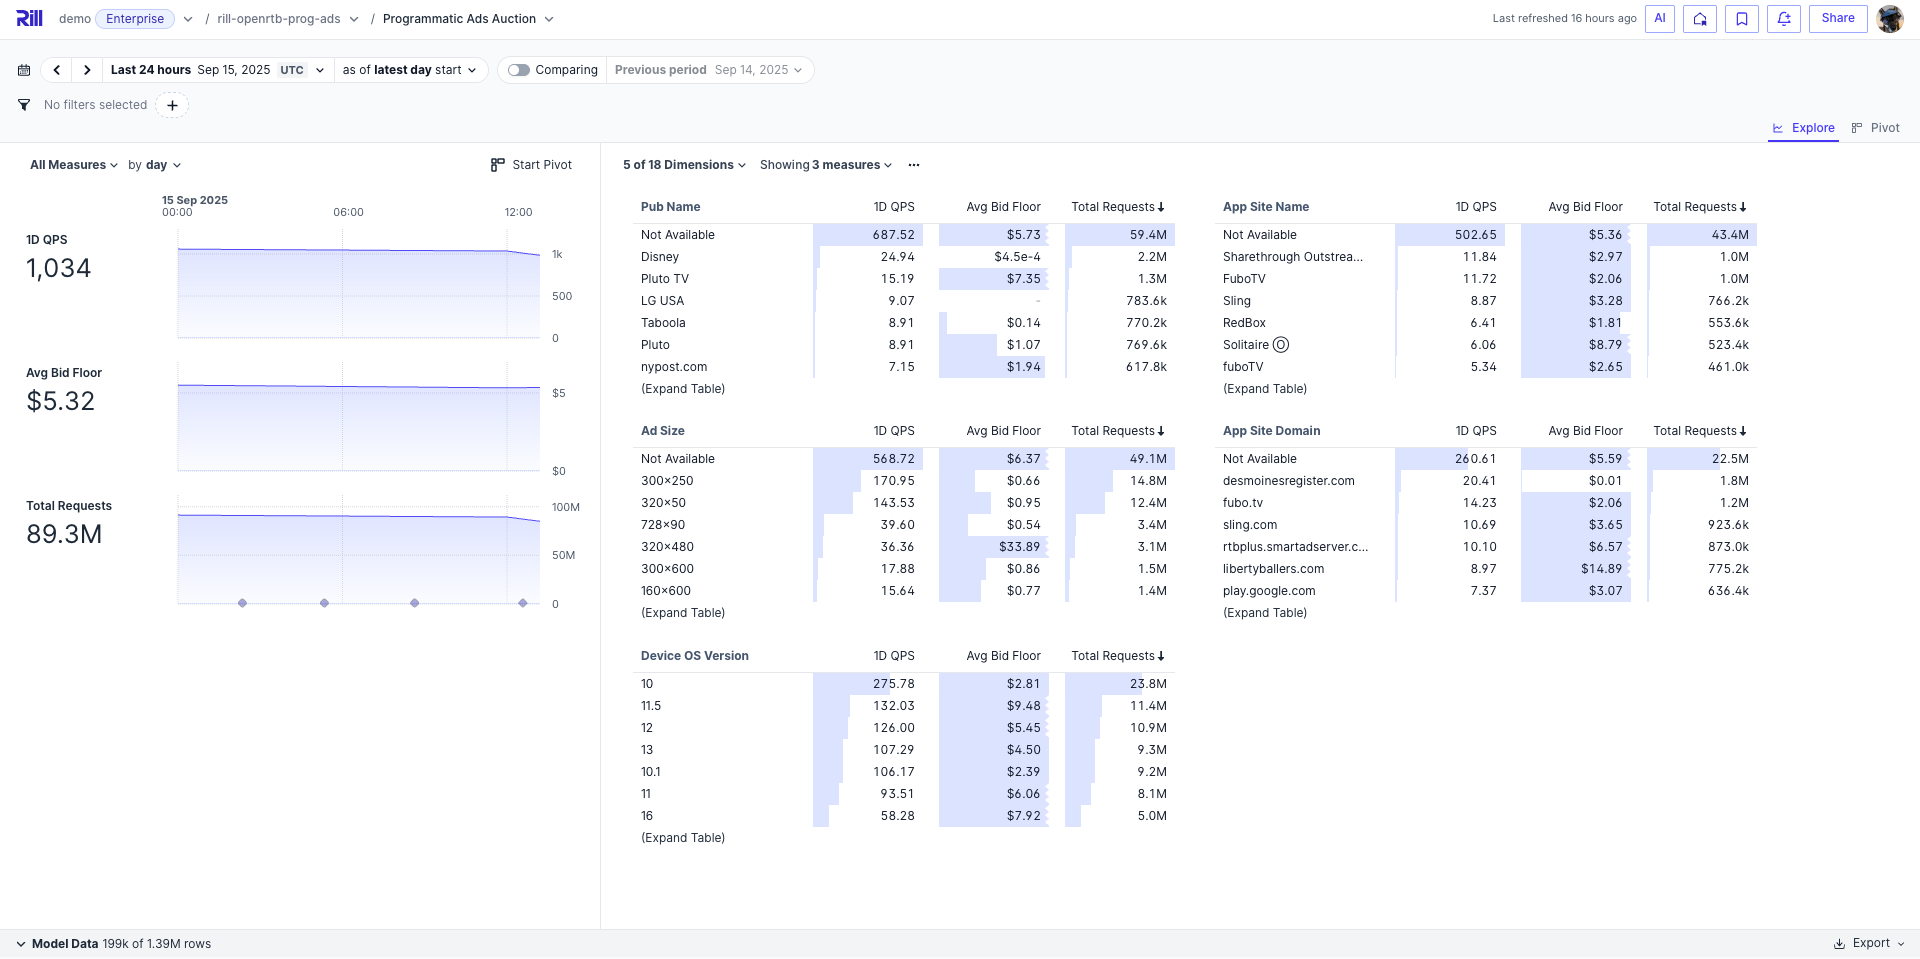 Rill demo Enterprise / rill-openrtb-prog-ads / Programmatic Ads Auction Last refreshed 16 hours ago AI Share
Last 24 hours Sep 15, 2025 UTC as of latest day start Comparing Previous period Sep 14, 2025
No filters selected +
Explore Pivot
All Measures by day Start Pivot
15 Sep 2025
00:00 06:00 12:00
1D QPS
1,034
1k
500
0
Avg Bid Floor
$5.32
$5
$0
Total Requests
89.3M
100M
50M
0
5 of 18 Dimensions Showing 3 measures ...
Pub Name 1D QPS Avg Bid Floor Total Requests
Not Available 687.52 $5.73 59.4M
Disney 24.94 $4.5e-4 2.2M
Pluto TV 15.19 $7.35 1.3M
LG USA 9.07 - 783.6k
Taboola 8.91 $0.14 770.2k
Pluto 8.91 $1.07 769.6k
nypost.com 7.15 $1.94 617.8k
(Expand Table)
App Site Name 1D QPS Avg Bid Floor Total Requests
Not Available 502.65 $5.36 43.4M
Sharethrough Outstrea... 11.84 $2.97 1.0M
FuboTV 11.72 $2.06 1.0M
Sling 8.87 $3.28 766.2k
RedBox 6.41 $1.81 553.6k
Solitaire Ⓞ 6.06 $8.79 523.4k
fuboTV 5.34 $2.65 461.0k
(Expand Table)
Ad Size 1D QPS Avg Bid Floor Total Requests
Not Available 568.72 $6.37 49.1M
300×250 170.95 $0.66 14.8M
320×50 143.53 $0.95 12.4M
728×90 39.60 $0.54 3.4M
320×480 36.36 $33.89 3.1M
300×600 17.88 $0.86 1.5M
160×600 15.64 $0.77 1.4M
(Expand Table)
App Site Domain 1D QPS Avg Bid Floor Total Requests
Not Available 260.61 $5.59 22.5M
desmoinesregister.com 20.41 $0.01 1.8M
fubo.tv 14.23 $2.06 1.2M
sling.com 10.69 $3.65 923.6k
rtbplus.smartadserver.c... 10.10 $6.57 873.0k
libertyballers.com 8.97 $14.89 775.2k
play.google.com 7.37 $3.07 636.4k
(Expand Table)
Device OS Version 1D QPS Avg Bid Floor Total Requests
10 275.78 $2.81 23.8M
11.5 132.03 $9.48 11.4M
12 126.00 $5.45 10.9M
13 107.29 $4.50 9.3M
10.1 106.17 $2.39 9.2M
11 93.51 $6.06 8.1M
16 58.28 $7.92 5.0M
(Expand Table)
Model Data 199k of 1.39M rows Export